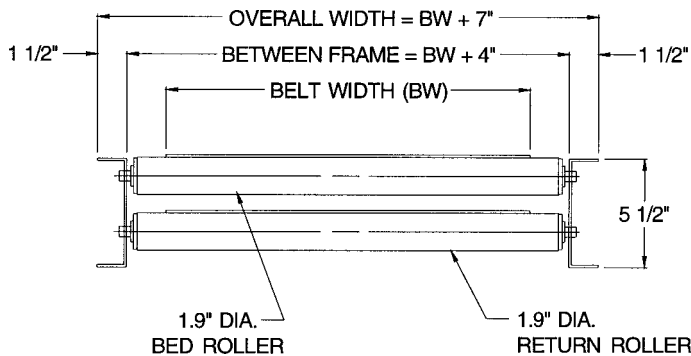 OVERALL WIDTH = BW + 7"
1 1/2"
BETWEEN FRAME = BW + 4"
1 1/2"
BELT WIDTH (BW)
5 1/2"
1.9" DIA.
BED ROLLER
1.9" DIA.
RETURN ROLLER